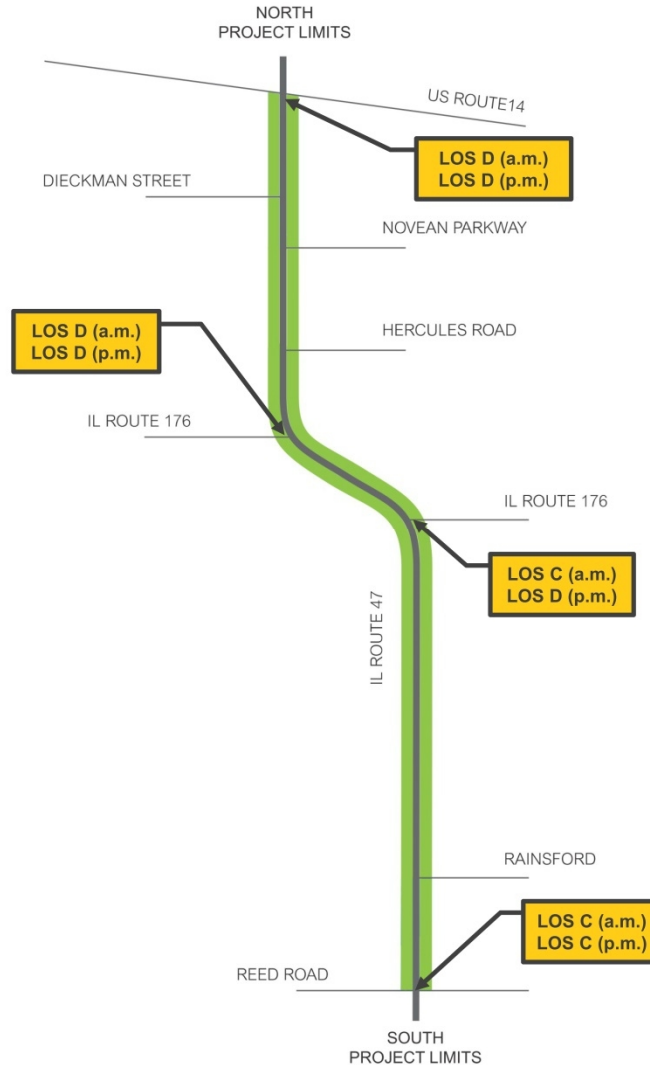 NORTH
PROJECT LIMITS
US ROUTE14
LOS D (a.m.)
LOS D (p.m.)
DIECKMAN STREET
NOVEAN PARKWAY
LOS D (a.m.)
LOS D (p.m.)
HERCULES ROAD
IL ROUTE 176
IL ROUTE 176
LOS C (a.m.)
LOS D (p.m.)
IL ROUTE 47
RAINSFORD
LOS C (a.m.)
LOS C (p.m.)
REED ROAD
SOUTH
PROJECT LIMITS